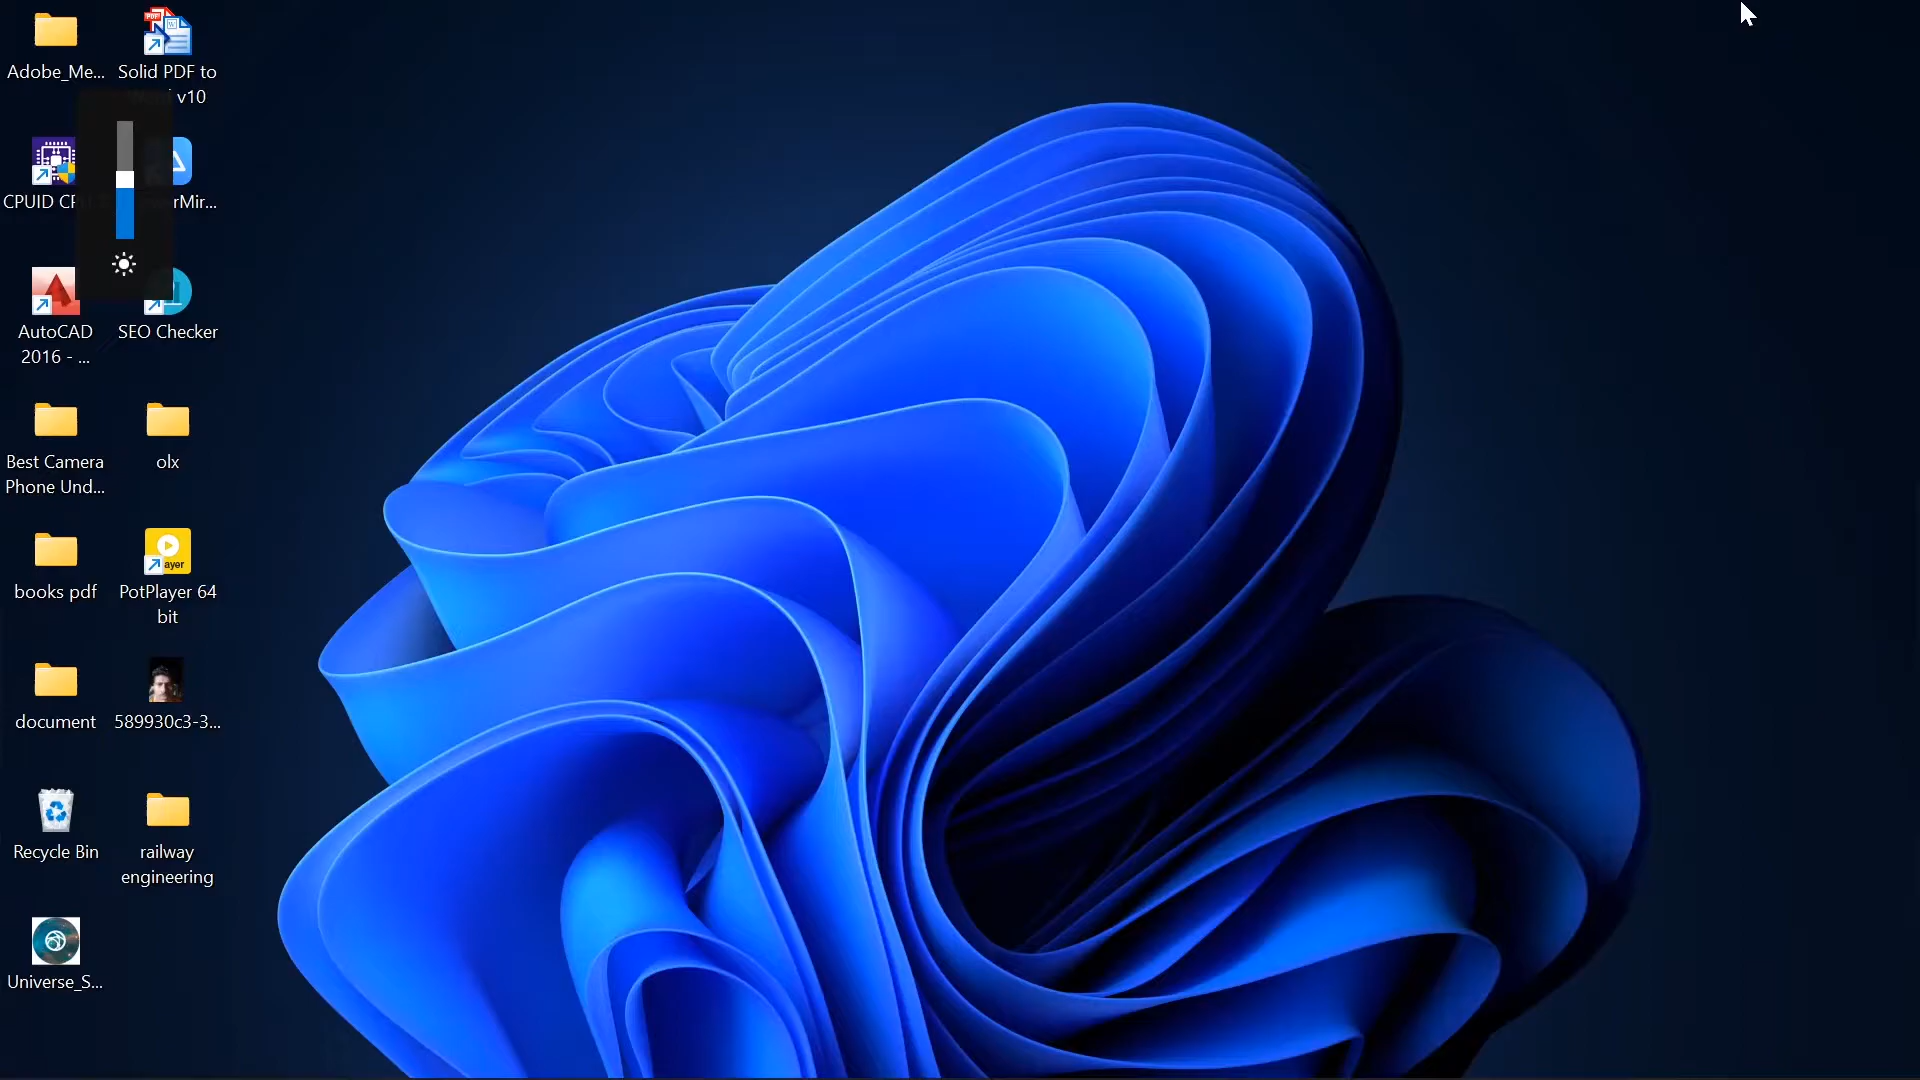 Adobe_Me...
Solid PDF to
v10
CPUID
rMir...
AutoCAD
2016 - ...
SEO Checker
Best Camera
Phone Und...
olx
books pdf
ayer
PotPlayer 64
bit
document
589930c3-3...
Recycle Bin
railway
engineering
Universe_S...